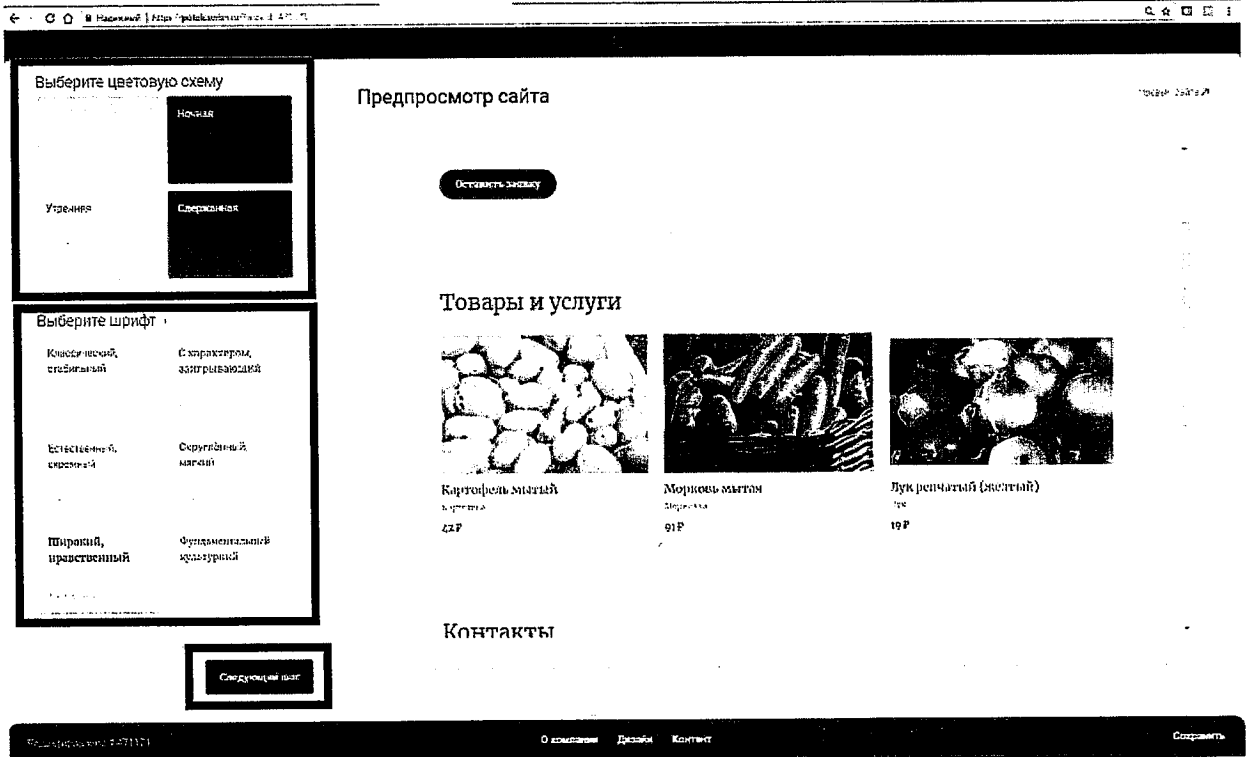 Выберите цветовую схему
Ночная
Утренняя
Сдержанная
Выберите шрифт
Классический,
стабильный
С характером,
заигрывающий
Естественный,
скромный
Скруглённый,
мягкий
Широкий,
нравственный
Фундаментальный
культурный
Следующий шаг
Предпросмотр сайта
Оставить заявку
Товары и услуги
Картофель мытый
42 ₽
Морковь мытая
91 ₽
Лук репчатый (желтый)
Лук
19 ₽
Контакты
О компании
Дизайн
Контент
Сохранить